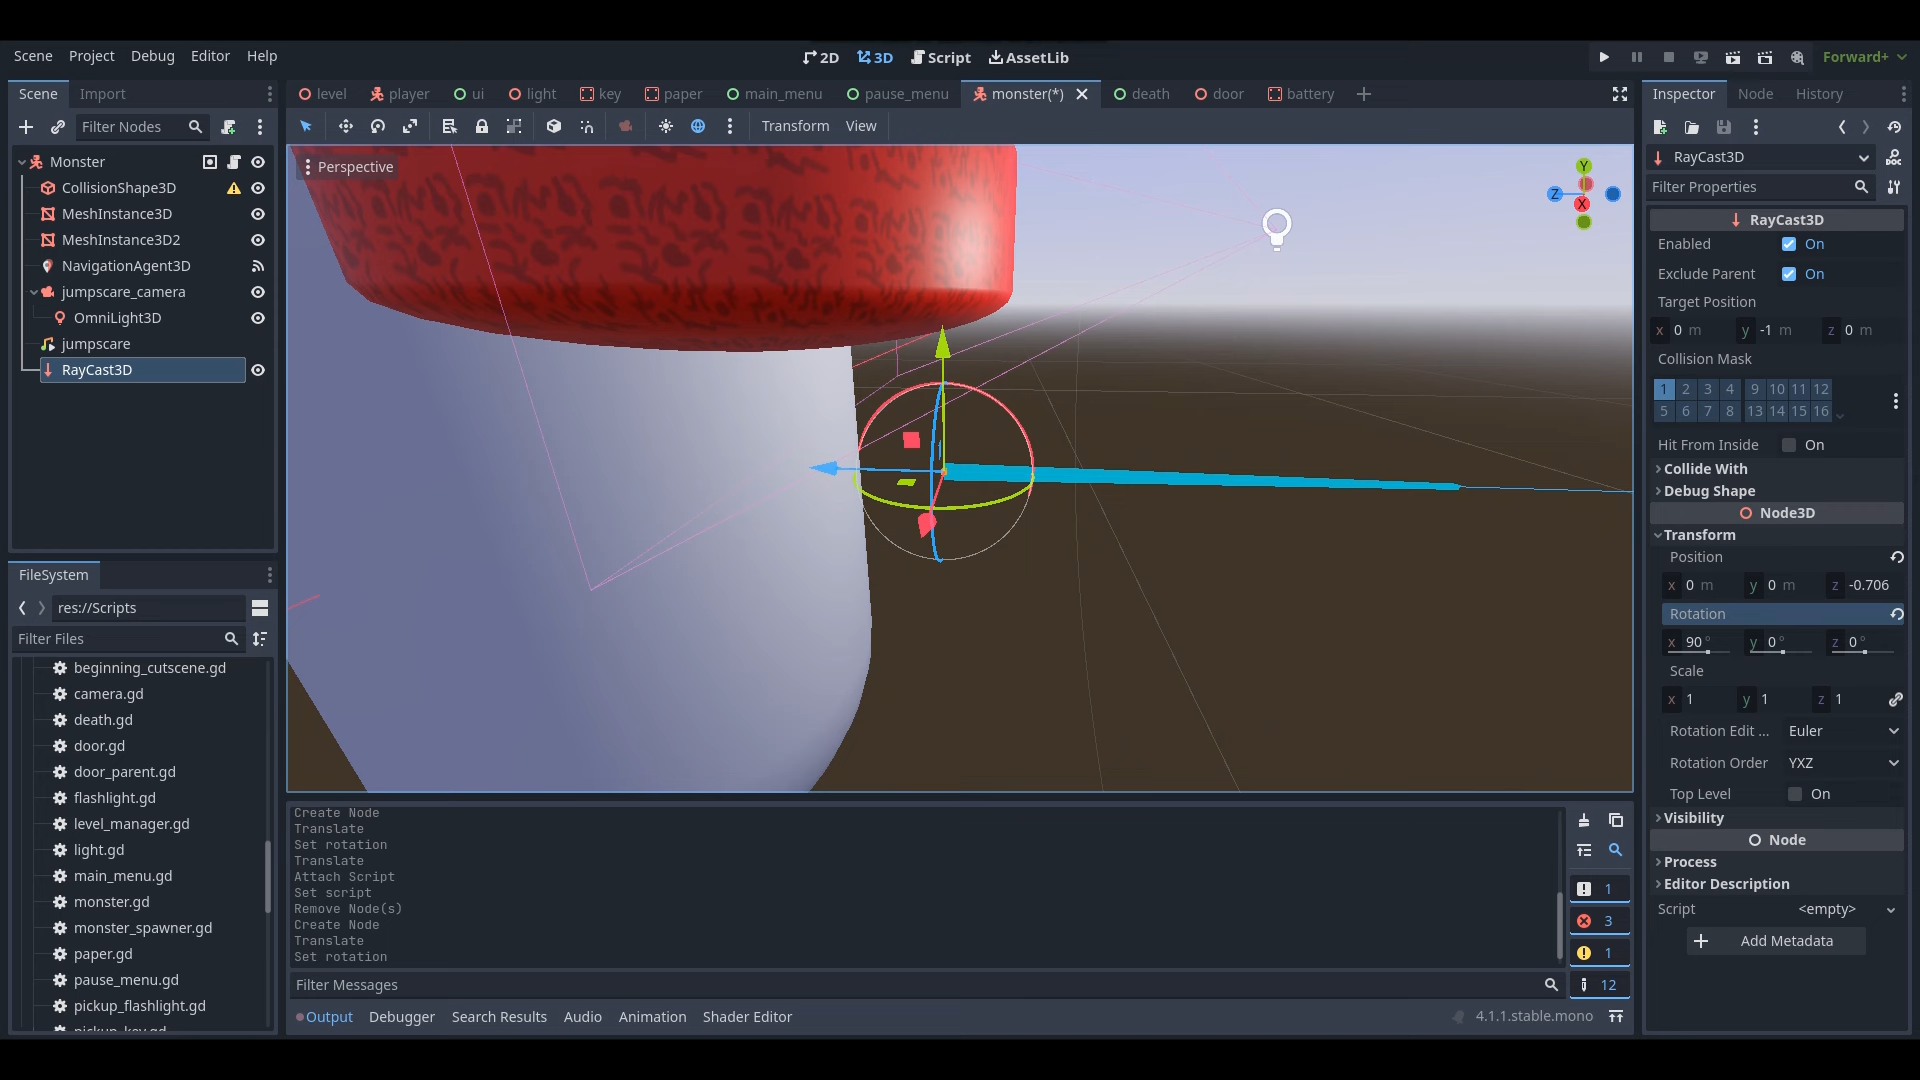 Scene Project Debug Editor Help
2D 3D Script AssetLib
Forward+
Scene Import
Filter Nodes
Monster
CollisionShape3D
MeshInstance3D
MeshInstance3D2
NavigationAgent3D
jumpscare_camera
OmniLight3D
jumpscare
RayCast3D
FileSystem
res://Scripts
Filter Files
beginning_cutscene.gd
camera.gd
death.gd
door.gd
door_parent.gd
flashlight.gd
level_manager.gd
light.gd
main_menu.gd
monster.gd
monster_spawner.gd
paper.gd
pause_menu.gd
pickup_flashlight.gd
pickup_key.gd
level player ui light key paper main_menu pause_menu monster(*) death door battery
Transform View
Perspective
Y
Z
X
Create Node
Translate
Set rotation
Translate
Attach Script
Set script
Remove Node(s)
Create Node
Translate
Set rotation
Filter Messages
1
3
1
12
Output Debugger Search Results Audio Animation Shader Editor
4.1.1.stable.mono
Inspector Node History
RayCast3D
Filter Properties
RayCast3D
Enabled On
Exclude Parent On
Target Position
x 0 m y -1 m z 0 m
Collision Mask
1 2 3 4 9 10 11 12
5 6 7 8 13 14 15 16
Hit From Inside On
Collide With
Debug Shape
Node3D
Transform
Position
x 0 m y 0 m z -0.706
Rotation
x 90 ° y 0 ° z 0 °
Scale
x 1 y 1 z 1
Rotation Edit ... Euler
Rotation Order YXZ
Top Level On
Visibility
Node
Process
Editor Description
Script <empty>
Add Metadata